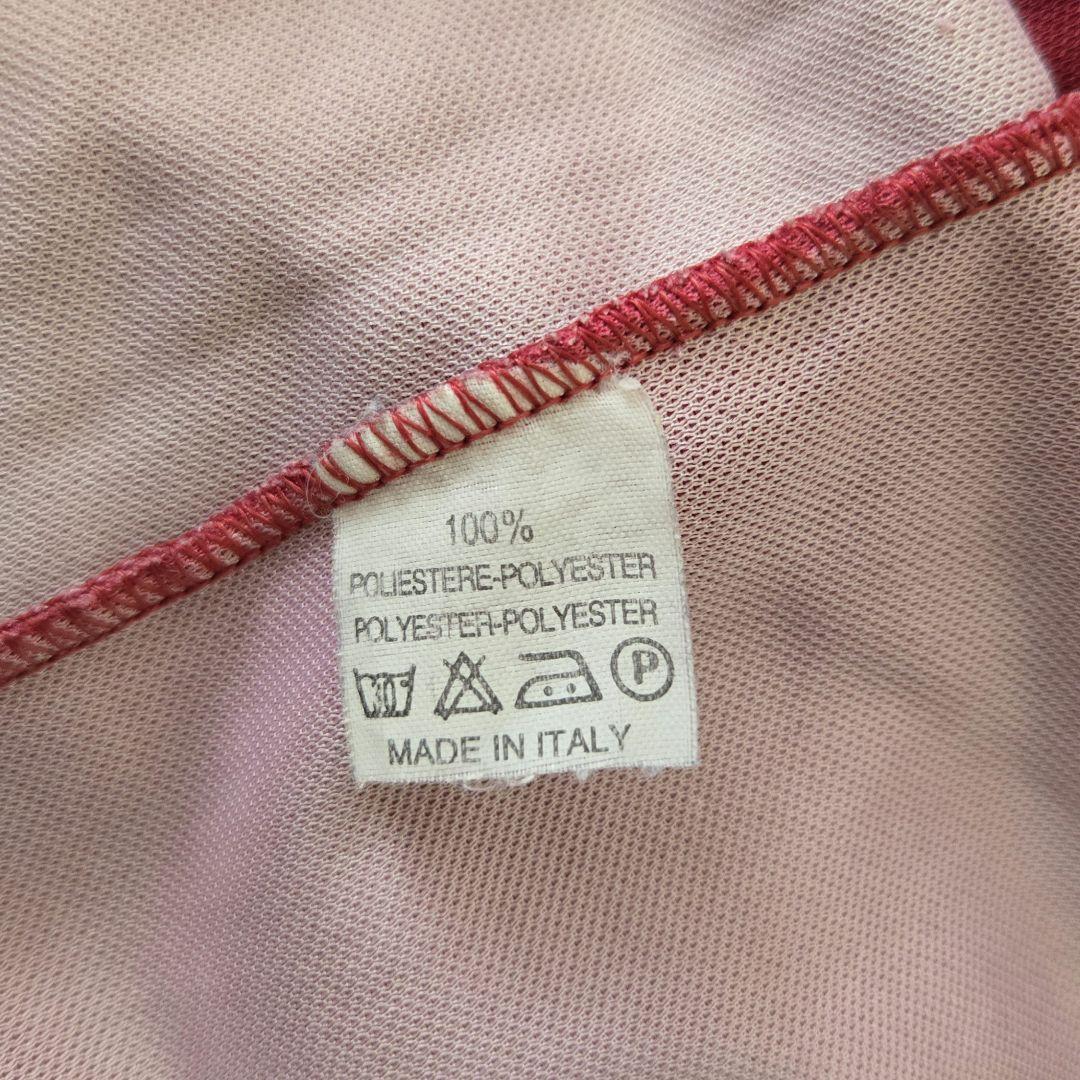 100%
POLIESTERE-POLYESTER
POLYESTER-POLYESTER
P
MADE IN ITALY